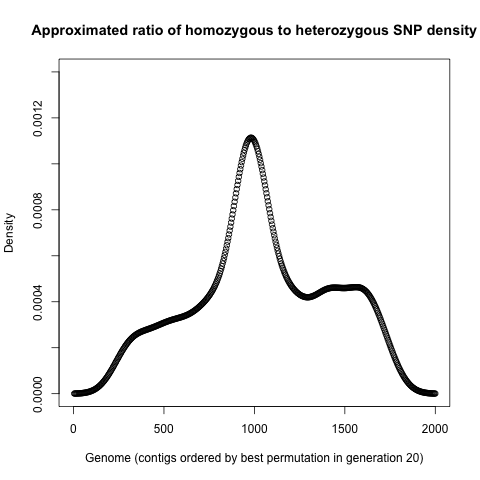 Approximated ratio of homozygous to heterozygous SNP density
Density
0.0012
0.0008
0.0004
0.0000
0 500 1000 1500 2000
Genome (contigs ordered by best permutation in generation 20)